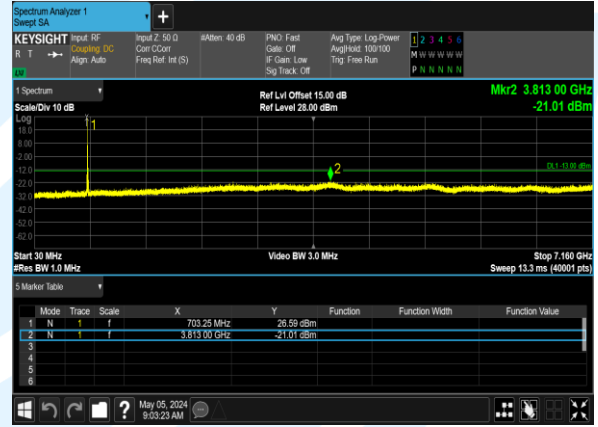 Spectrum Analyzer 1
Swept SA
KEYSIGHT Input: RF Input Z: 50 Ω #Atten: 40 dB PNO: Fast Avg Type: Log-Power 1 2 3 4 5 6
R T Coupling: DC Corr CCorr Gate: Off Avg|Hold: 100/100 M W W W W W
Align: Auto Freq Ref: Int (S) IF Gain: Low Trig: Free Run
LU Sig Track: Off P N N N N N
1 Spectrum Ref Lvl Offset 15.00 dB Mkr2 3.813 00 GHz
Scale/Div 10 dB Ref Level 28.00 dBm -21.01 dBm
Log
18.0
8.00
-2.00
-12.0
-22.0
-32.0
-42.0
-52.0
-62.0
1
2
DL1 -13.00 dBm
Start 30 MHz Video BW 3.0 MHz Stop 7.160 GHz
#Res BW 1.0 MHz Sweep 13.3 ms (40001 pts)
5 Marker Table
Mode Trace Scale X Y Function Function Width Function Value
1 N 1 f 703.25 MHz 26.59 dBm
2 N 1 f 3.813 00 GHz -21.01 dBm
3
4
5
6
? May 05, 2024
9:03:23 AM